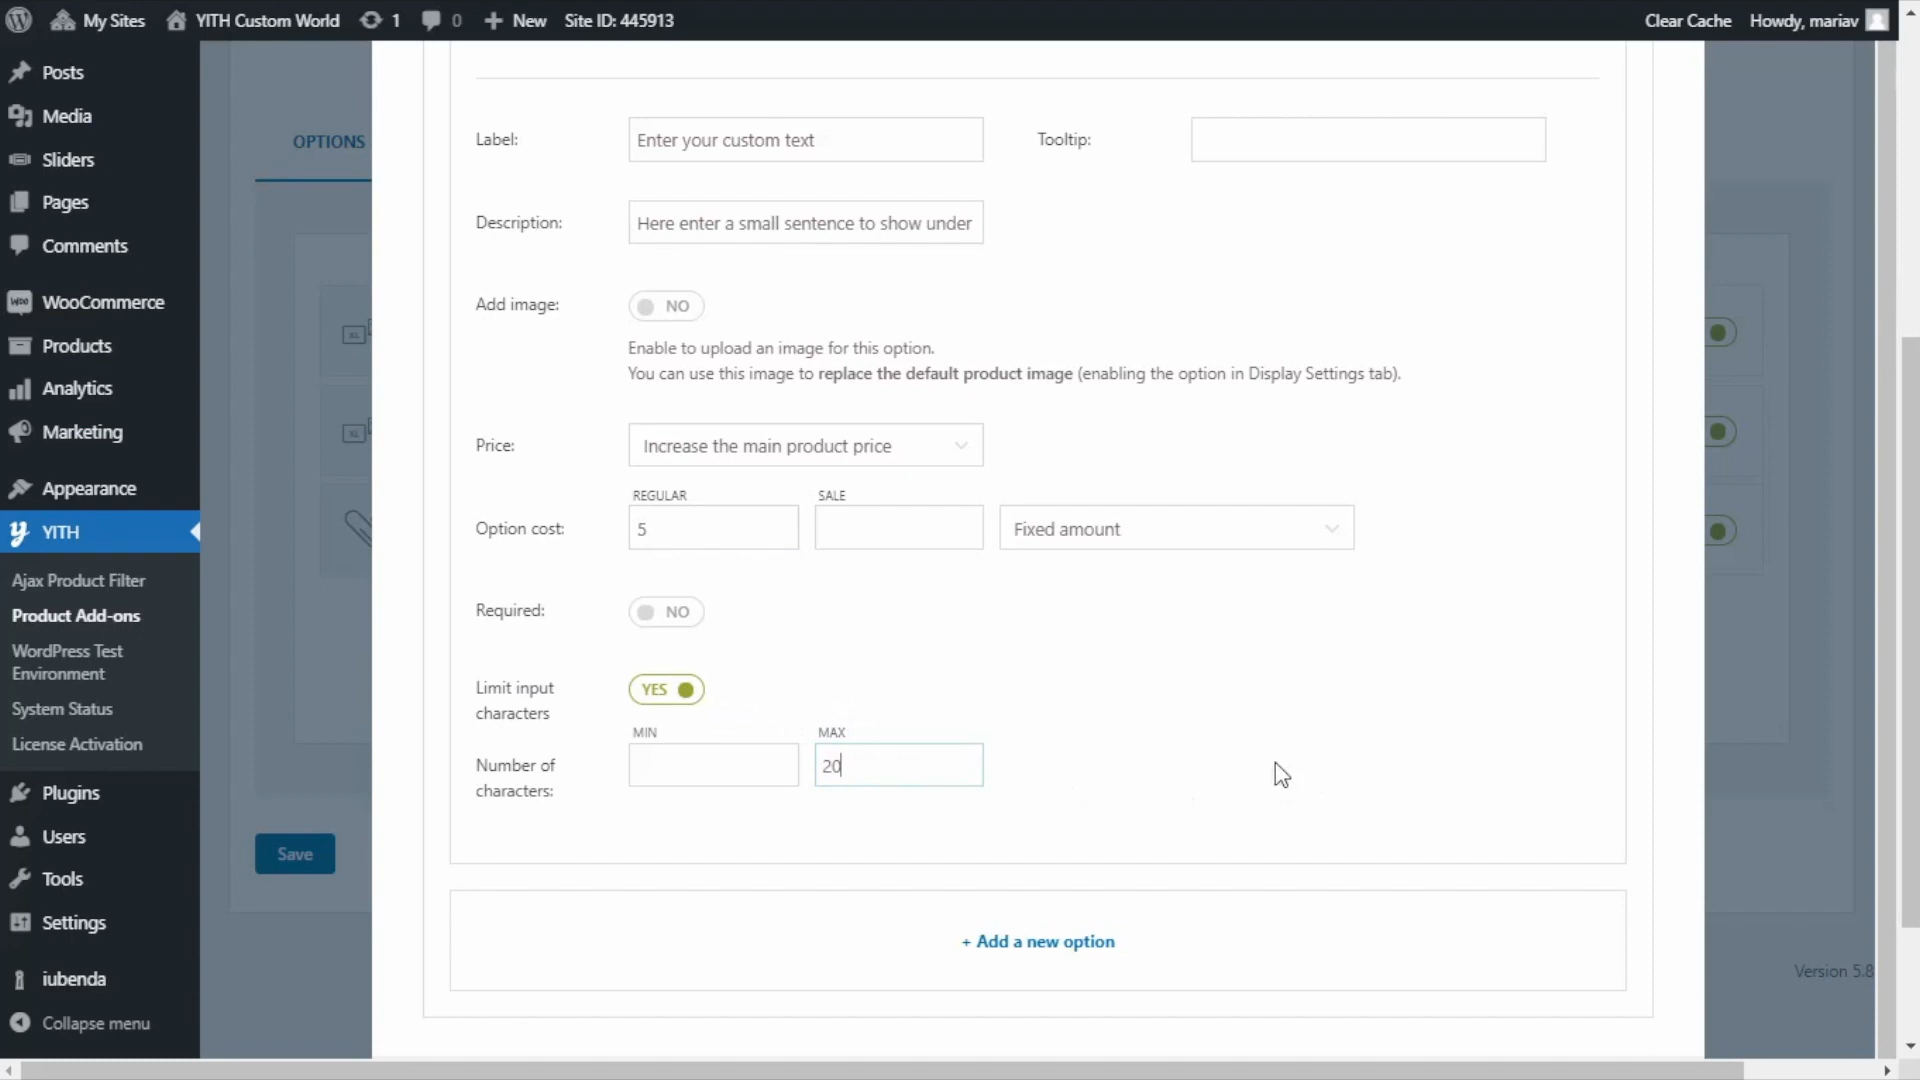 My Sites
YITH Custom World
1
0
New
Site ID: 445913
Clear Cache
Howdy, mariav
Posts
Media
Sliders
Pages
Comments
WooCommerce
Products
Analytics
Marketing
Appearance
YITH
Ajax Product Filter
Product Add-ons
WordPress Test
Environment
System Status
License Activation
Plugins
Users
Tools
Settings
iubenda
Collapse menu
OPTIONS
Label:
Enter your custom text
Tooltip:
Description:
Here enter a small sentence to show under
Add image:
NO
Enable to upload an image for this option.
You can use this image to replace the default product image (enabling the option in Display Settings tab).
Price:
Increase the main product price
REGULAR
SALE
Option cost:
5
Fixed amount
Required:
NO
Limit input
characters
YES
MIN
MAX
Number of
characters:
20
Save
+ Add a new option
Version 5.8